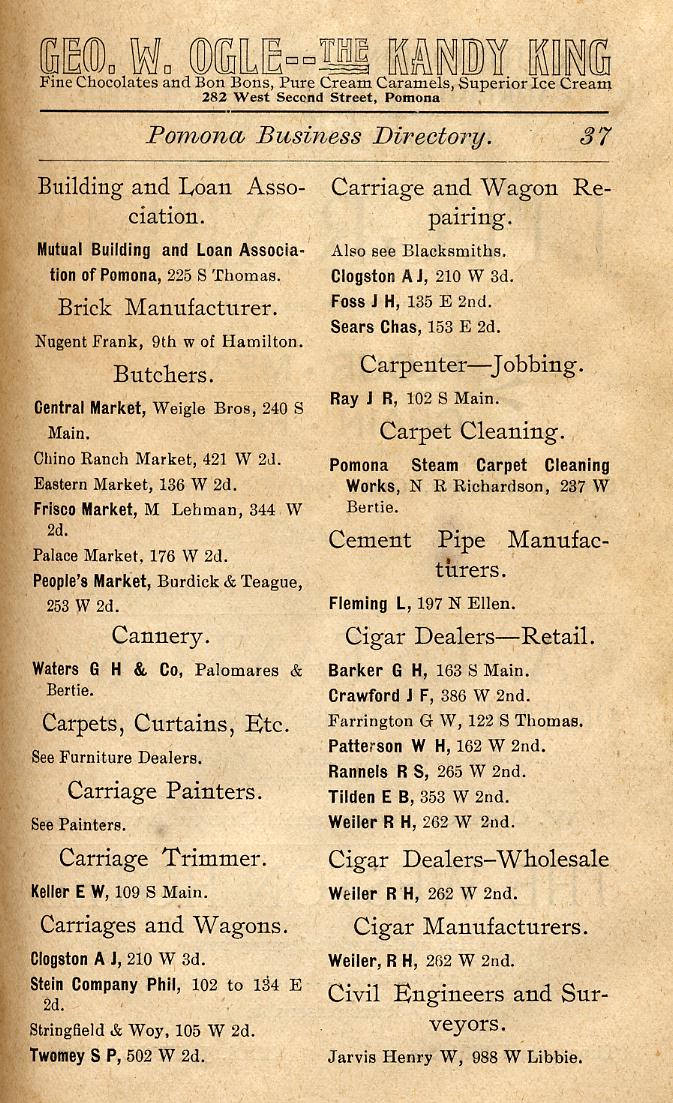 GEO. W. OGLE--THE KANDY KING
Fine Chocolates and Bon Bons, Pure Cream Caramels, Superior Ice Cream
282 West Second Street, Pomona
Pomona Business Directory. 37
Building and Loan Asso-
ciation.
Mutual Building and Loan Associa-
tion of Pomona, 225 S Thomas.
Brick Manufacturer.
Nugent Frank, 9th w of Hamilton.
Butchers.
Central Market, Weigle Bros, 240 S
Main.
Chino Ranch Market, 421 W 2d.
Eastern Market, 136 W 2d.
Frisco Market, M Lehman, 344 W
2d.
Palace Market, 176 W 2d.
People's Market, Burdick & Teague,
253 W 2d.
Cannery.
Waters G H & Co, Palomares &
Bertie.
Carpets, Curtains, Etc.
See Furniture Dealers.
Carriage Painters.
See Painters.
Carriage Trimmer.
Keller E W, 109 S Main.
Carriages and Wagons.
Clogston A J, 210 W 3d.
Stein Company Phil, 102 to 134 E
2d.
Stringfield & Woy, 105 W 2d.
Twomey S P, 502 W 2d.
Carriage and Wagon Re-
pairing.
Also see Blacksmiths.
Clogston A J, 210 W 3d.
Foss J H, 135 E 2nd.
Sears Chas, 153 E 2d.
Carpenter—Jobbing.
Ray J R, 102 S Main.
Carpet Cleaning.
Pomona Steam Carpet Cleaning
Works, N R Richardson, 237 W
Bertie.
Cement Pipe Manufac-
turers.
Fleming L, 197 N Ellen.
Cigar Dealers—Retail.
Barker G H, 163 S Main.
Crawford J F, 386 W 2nd.
Farrington G W, 122 S Thomas.
Patterson W H, 162 W 2nd.
Rannels R S, 265 W 2nd.
Tilden E B, 353 W 2nd.
Weiler R H, 262 W 2nd.
Cigar Dealers–Wholesale
Weiler R H, 262 W 2nd.
Cigar Manufacturers.
Weiler, R H, 262 W 2nd.
Civil Engineers and Sur-
veyors.
Jarvis Henry W, 988 W Libbie.